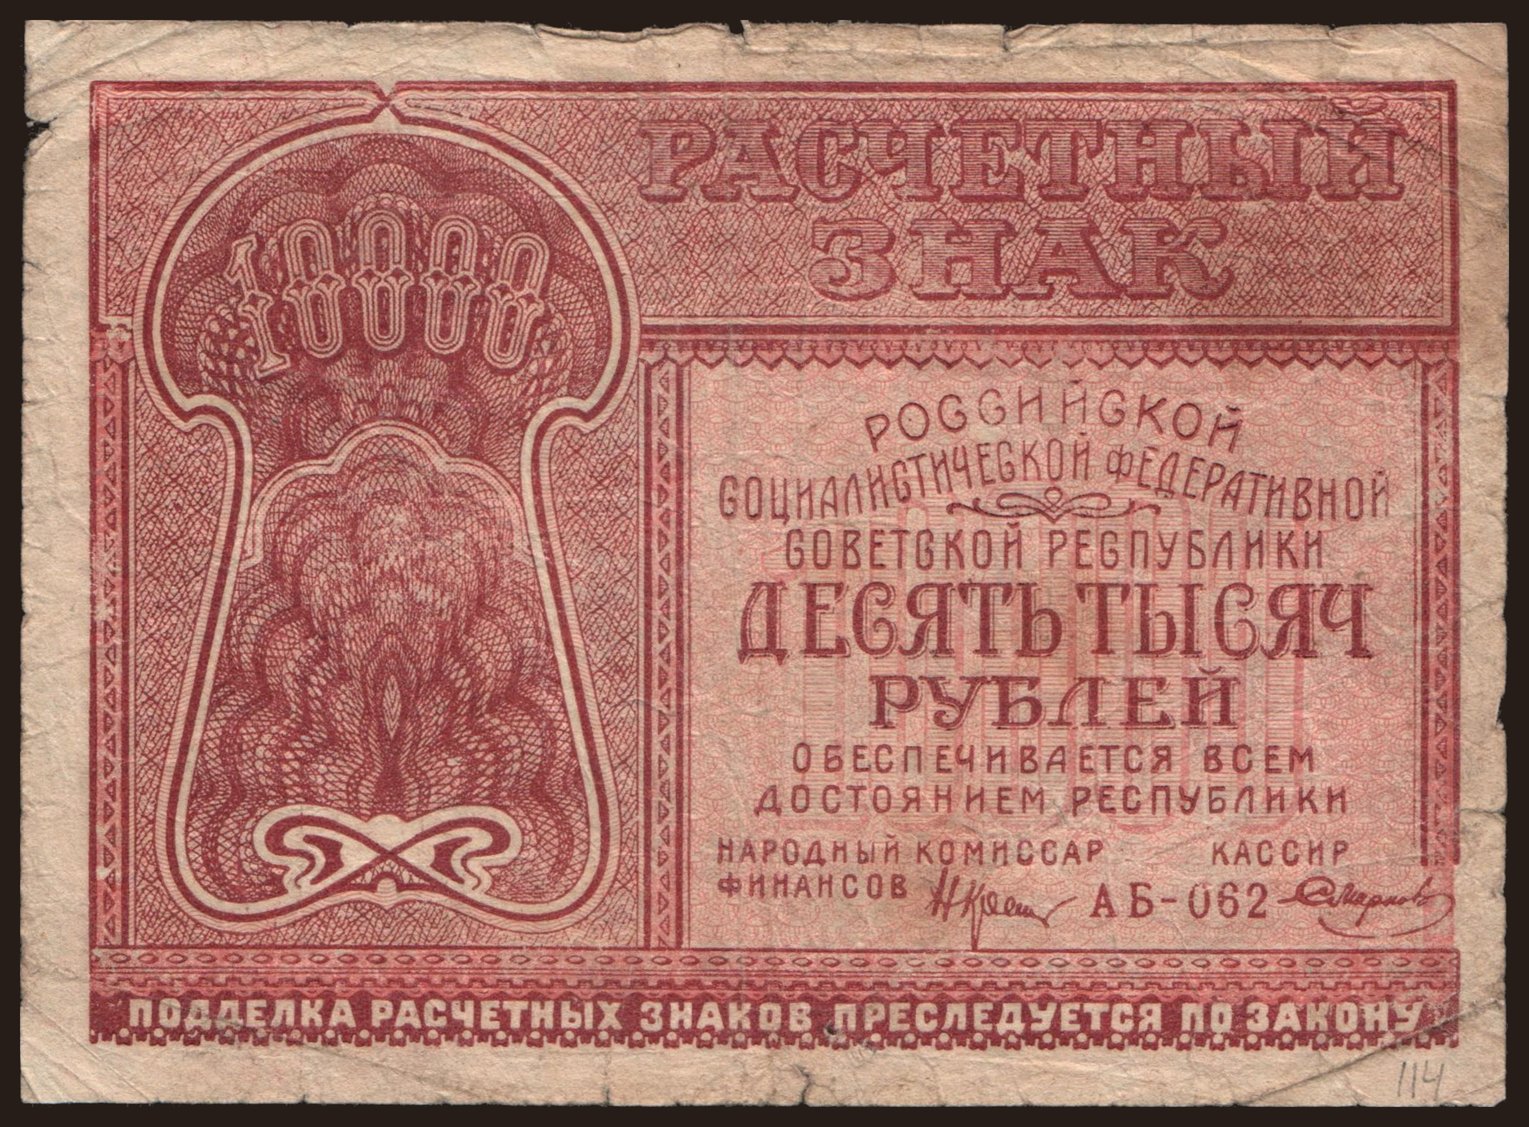 10000
РАСЧЕТНЫЙ
ЗНАК
РОССИЙСКОЙ
СОЦИАЛИСТИЧЕСКОЙ ФЕДЕРАТИВНОЙ
СОВЕТСКОЙ РЕСПУБЛИКИ
ДЕСЯТЬ ТЫСЯЧ
РУБЛЕЙ
ОБЕСПЕЧИВАЕТСЯ ВСЕМ
ДОСТОЯНИЕМ РЕСПУБЛИКИ
НАРОДНЫЙ КОМИССАР КАССИР
ФИНАНСОВ АБ-062 Смирнов
ПОДДЕЛКА РАСЧЕТНЫХ ЗНАКОВ ПРЕСЛЕДУЕТСЯ ПО ЗАКОНУ
114